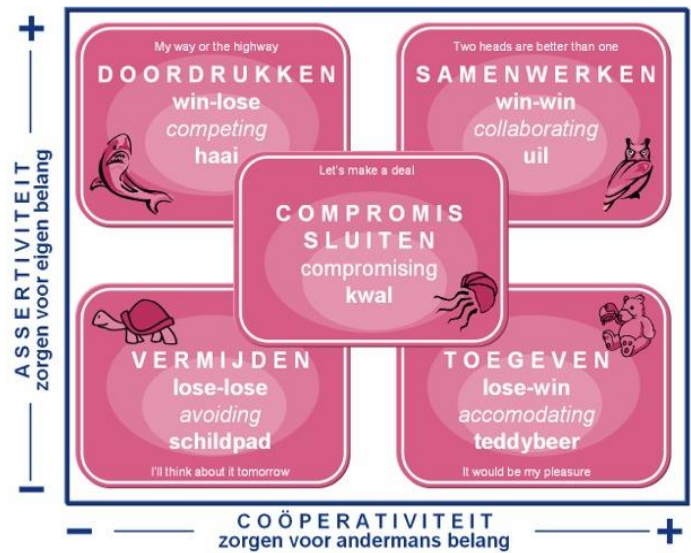 My way or the highway
DOORDRUKKEN
win-lose
competing
haai
Two heads are better than one
SAMENWERKEN
win-win
collaborating
uil
Let's make a deal
COMPROMIS
SLUITEN
compromising
kwal
VERMIJDEN
lose-lose
avoiding
schildpad
I'll think about it tomorrow
TOEGEVEN
lose-win
accomodating
teddybeer
It would be my pleasure
+
ASSERTIVITEIT
zorgen voor eigen belang
−
−
COÖPERATIVITEIT
zorgen voor andermans belang
+